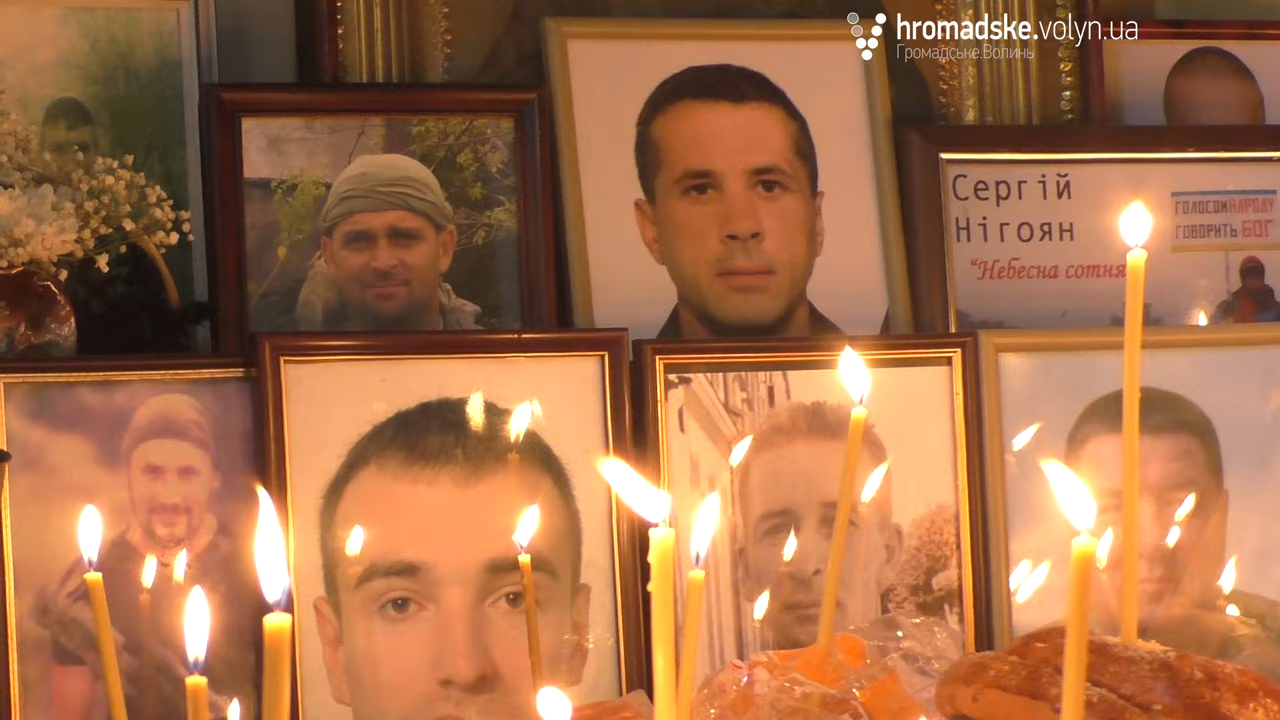 hromadske.volyn.ua
Громадське.Волинь
Сергій
Нігоян
"Небесна сотня
ГОЛОСОМ НАРОДУ
ГОВОРИТЬ БОГ